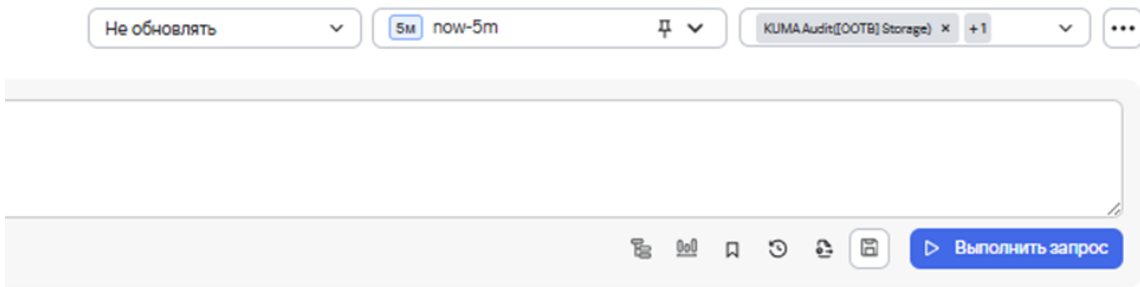 Не обновлять
5м now-5m
KUMA Audit([OOTB] Storage) × +1
Выполнить запрос